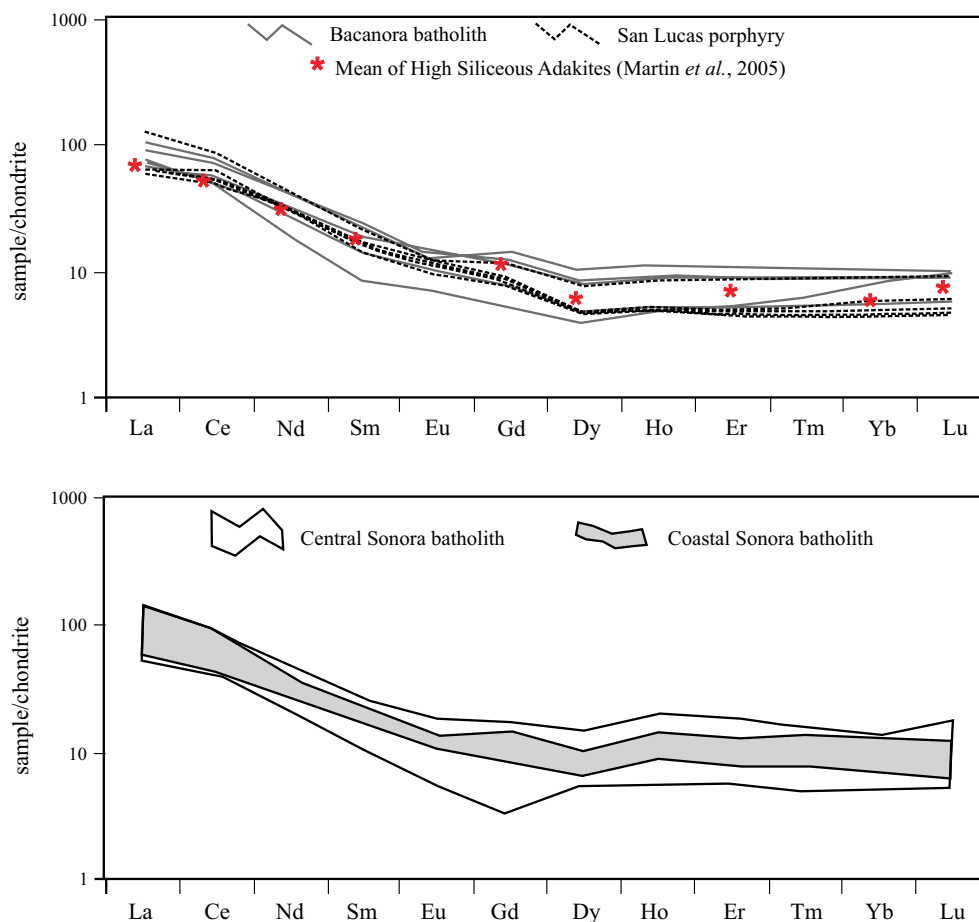 1000
Bacanora batholith
San Lucas porphyry
* Mean of High Siliceous Adakites (Martin et al., 2005)
100
sample/chondrite
10
1
La Ce Nd Sm Eu Gd Dy Ho Er Tm Yb Lu
1000
Central Sonora batholith
Coastal Sonora batholith
100
sample/chondrite
10
1
La Ce Nd Sm Eu Gd Dy Ho Er Tm Yb Lu